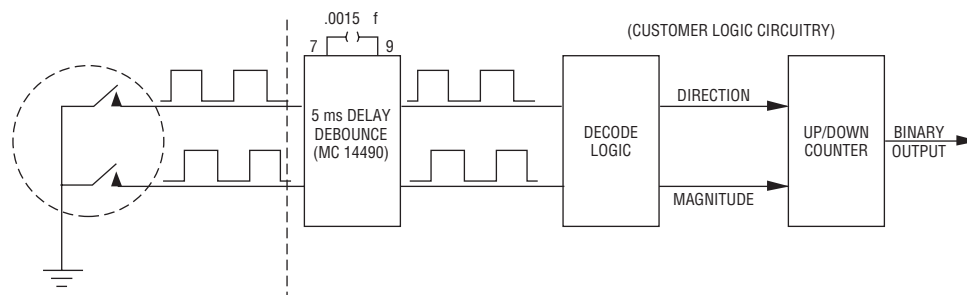 .0015 f
(CUSTOMER LOGIC CIRCUITRY)
7 9
5 ms DELAY
DEBOUNCE
(MC 14490)
DECODE
LOGIC
DIRECTION
MAGNITUDE
UP/DOWN
COUNTER
BINARY
OUTPUT